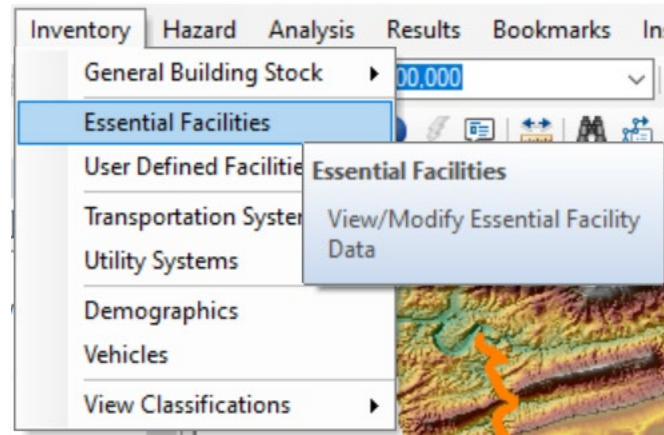 Inventory Hazard Analysis Results Bookmarks
General Building Stock 00,000
Essential Facilities
User Defined Facilitie
Essential Facilities
View/Modify Essential Facility
Data
Transportation Syster
Utility Systems
Demographics
Vehicles
View Classifications